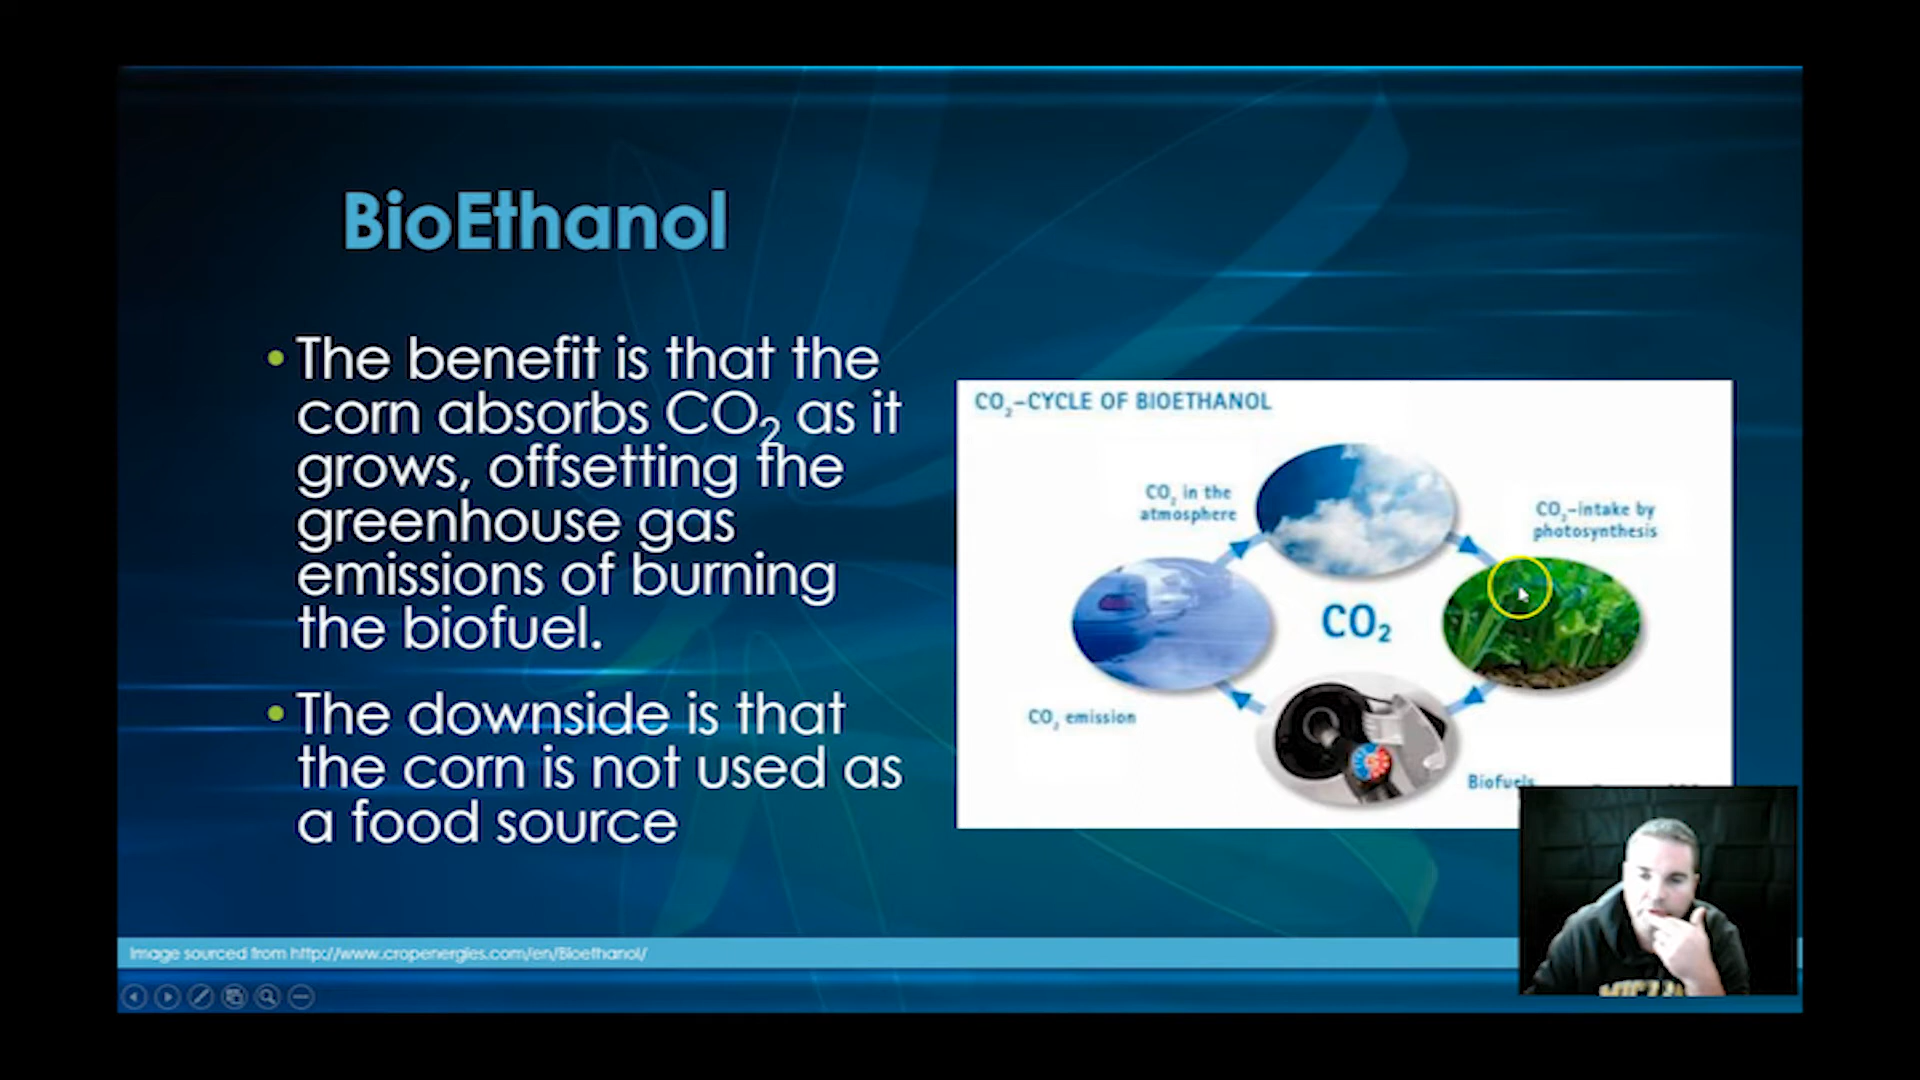 BioEthanol
• The benefit is that the
corn absorbs CO₂ as it
grows, offsetting the
greenhouse gas
emissions of burning
the biofuel.
• The downside is that
the corn is not used as
a food source
CO₂-CYCLE OF BIOETHANOL
CO₂ in the
atmosphere
CO₂-intake by
photosynthesis
CO₂
CO₂ emission
Biofuels
Image sourced from http://www.cropenergies.com/en/Bioethanol/